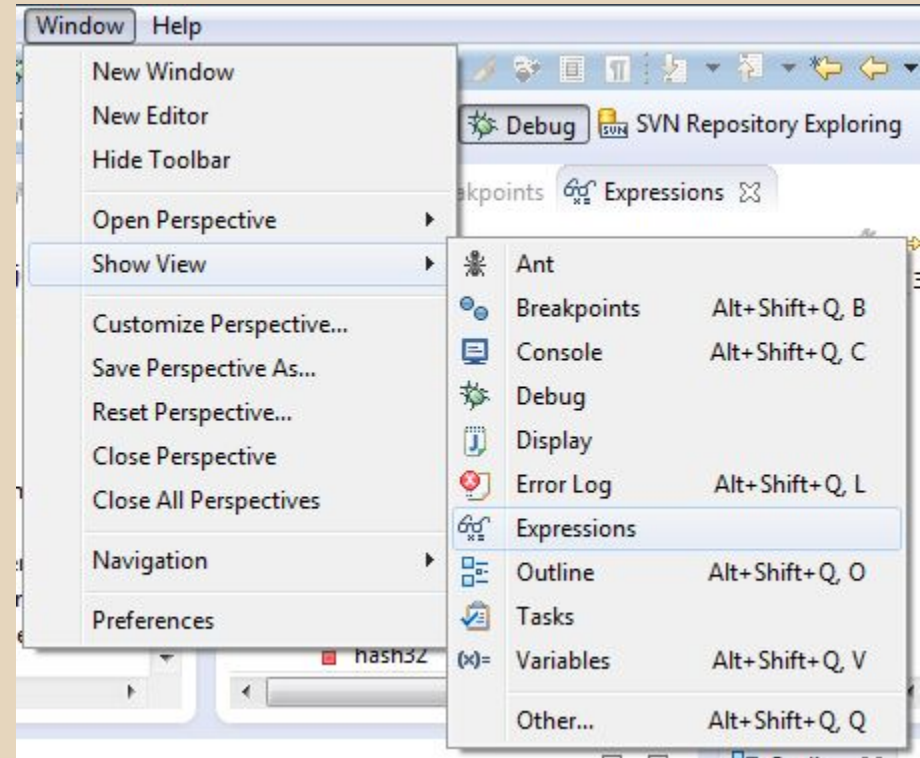 Window Help
New Window
New Editor
Hide Toolbar
Debug SVN Repository Exploring
Expressions
Open Perspective
Show View
Customize Perspective...
Save Perspective As...
Reset Perspective...
Close Perspective
Close All Perspectives
Navigation
Preferences
Ant
Breakpoints Alt+Shift+Q, B
Console Alt+Shift+Q, C
Debug
Display
Error Log Alt+Shift+Q, L
Expressions
Outline Alt+Shift+Q, O
Tasks
Variables Alt+Shift+Q, V
Other... Alt+Shift+Q, Q
hash32